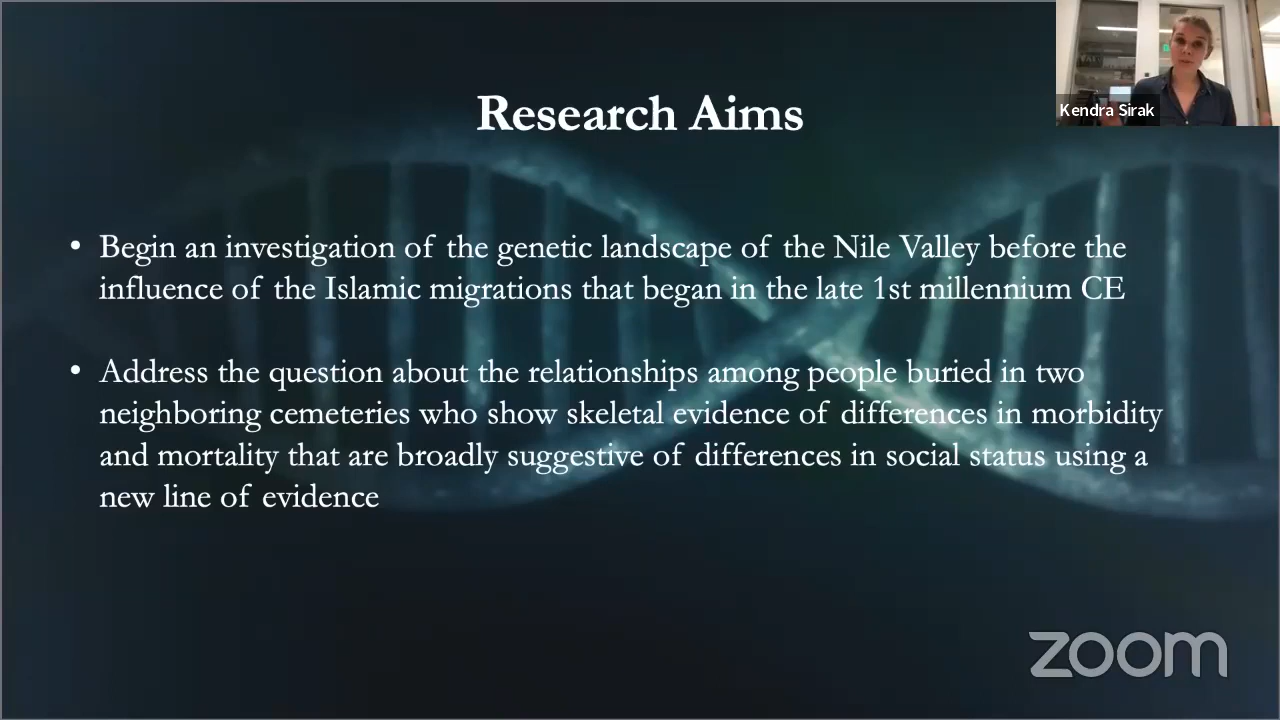 Kendra Sirak
Research Aims
• Begin an investigation of the genetic landscape of the Nile Valley before the
influence of the Islamic migrations that began in the late 1st millennium CE
• Address the question about the relationships among people buried in two
neighboring cemeteries who show skeletal evidence of differences in morbidity
and mortality that are broadly suggestive of differences in social status using a
new line of evidence
zoom